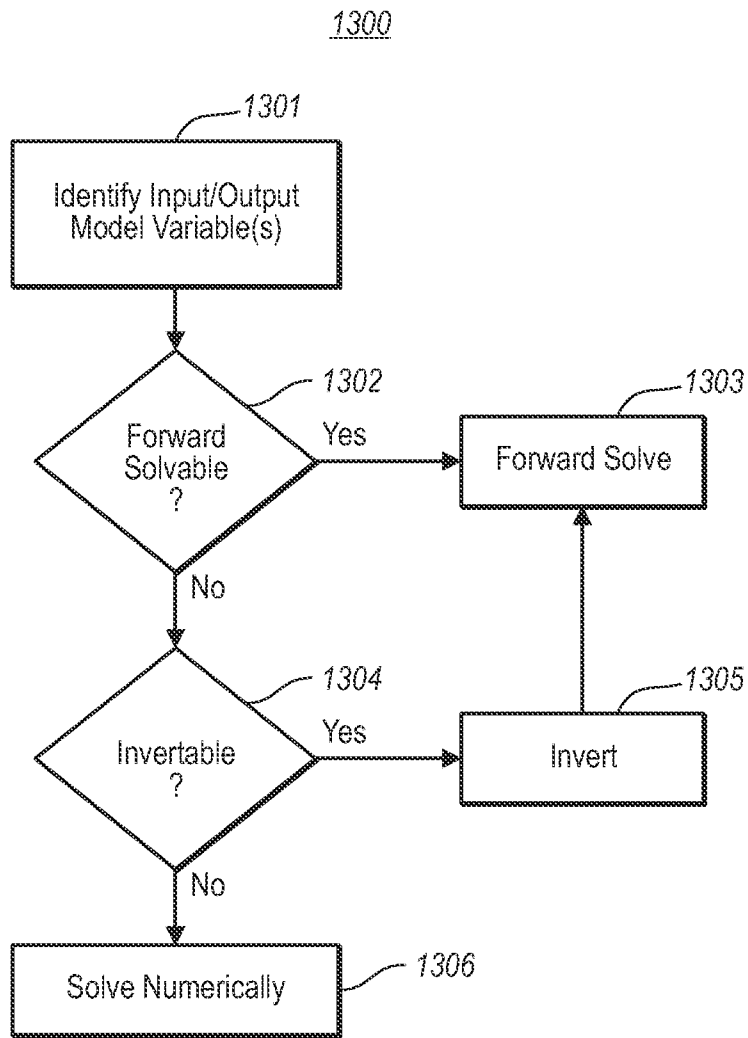 1300
1301
Identify Input/Output
Model Variable(s)
1302
Forward
Solvable
?
Yes
1303
Forward Solve
No
1304
Invertable
?
Yes
1305
Invert
No
1306
Solve Numerically